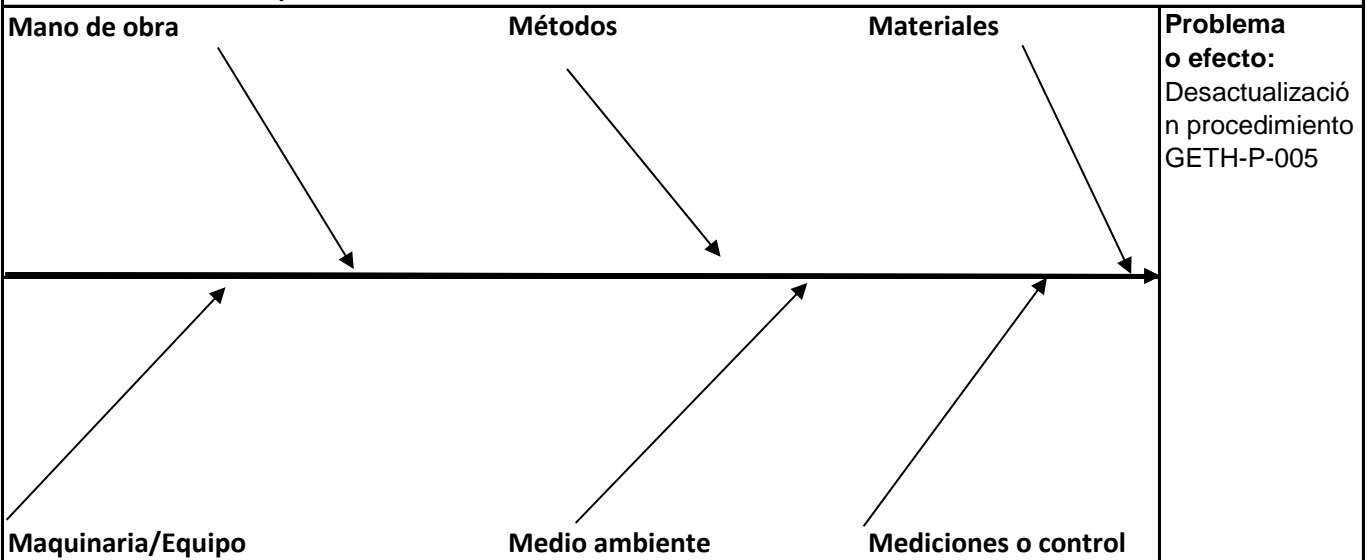 Mano de obra
Métodos
Materiales
Problema
o efecto:
Desactualizació
n procedimiento
GETH-P-005
Maquinaria/Equipo
Medio ambiente
Mediciones o control